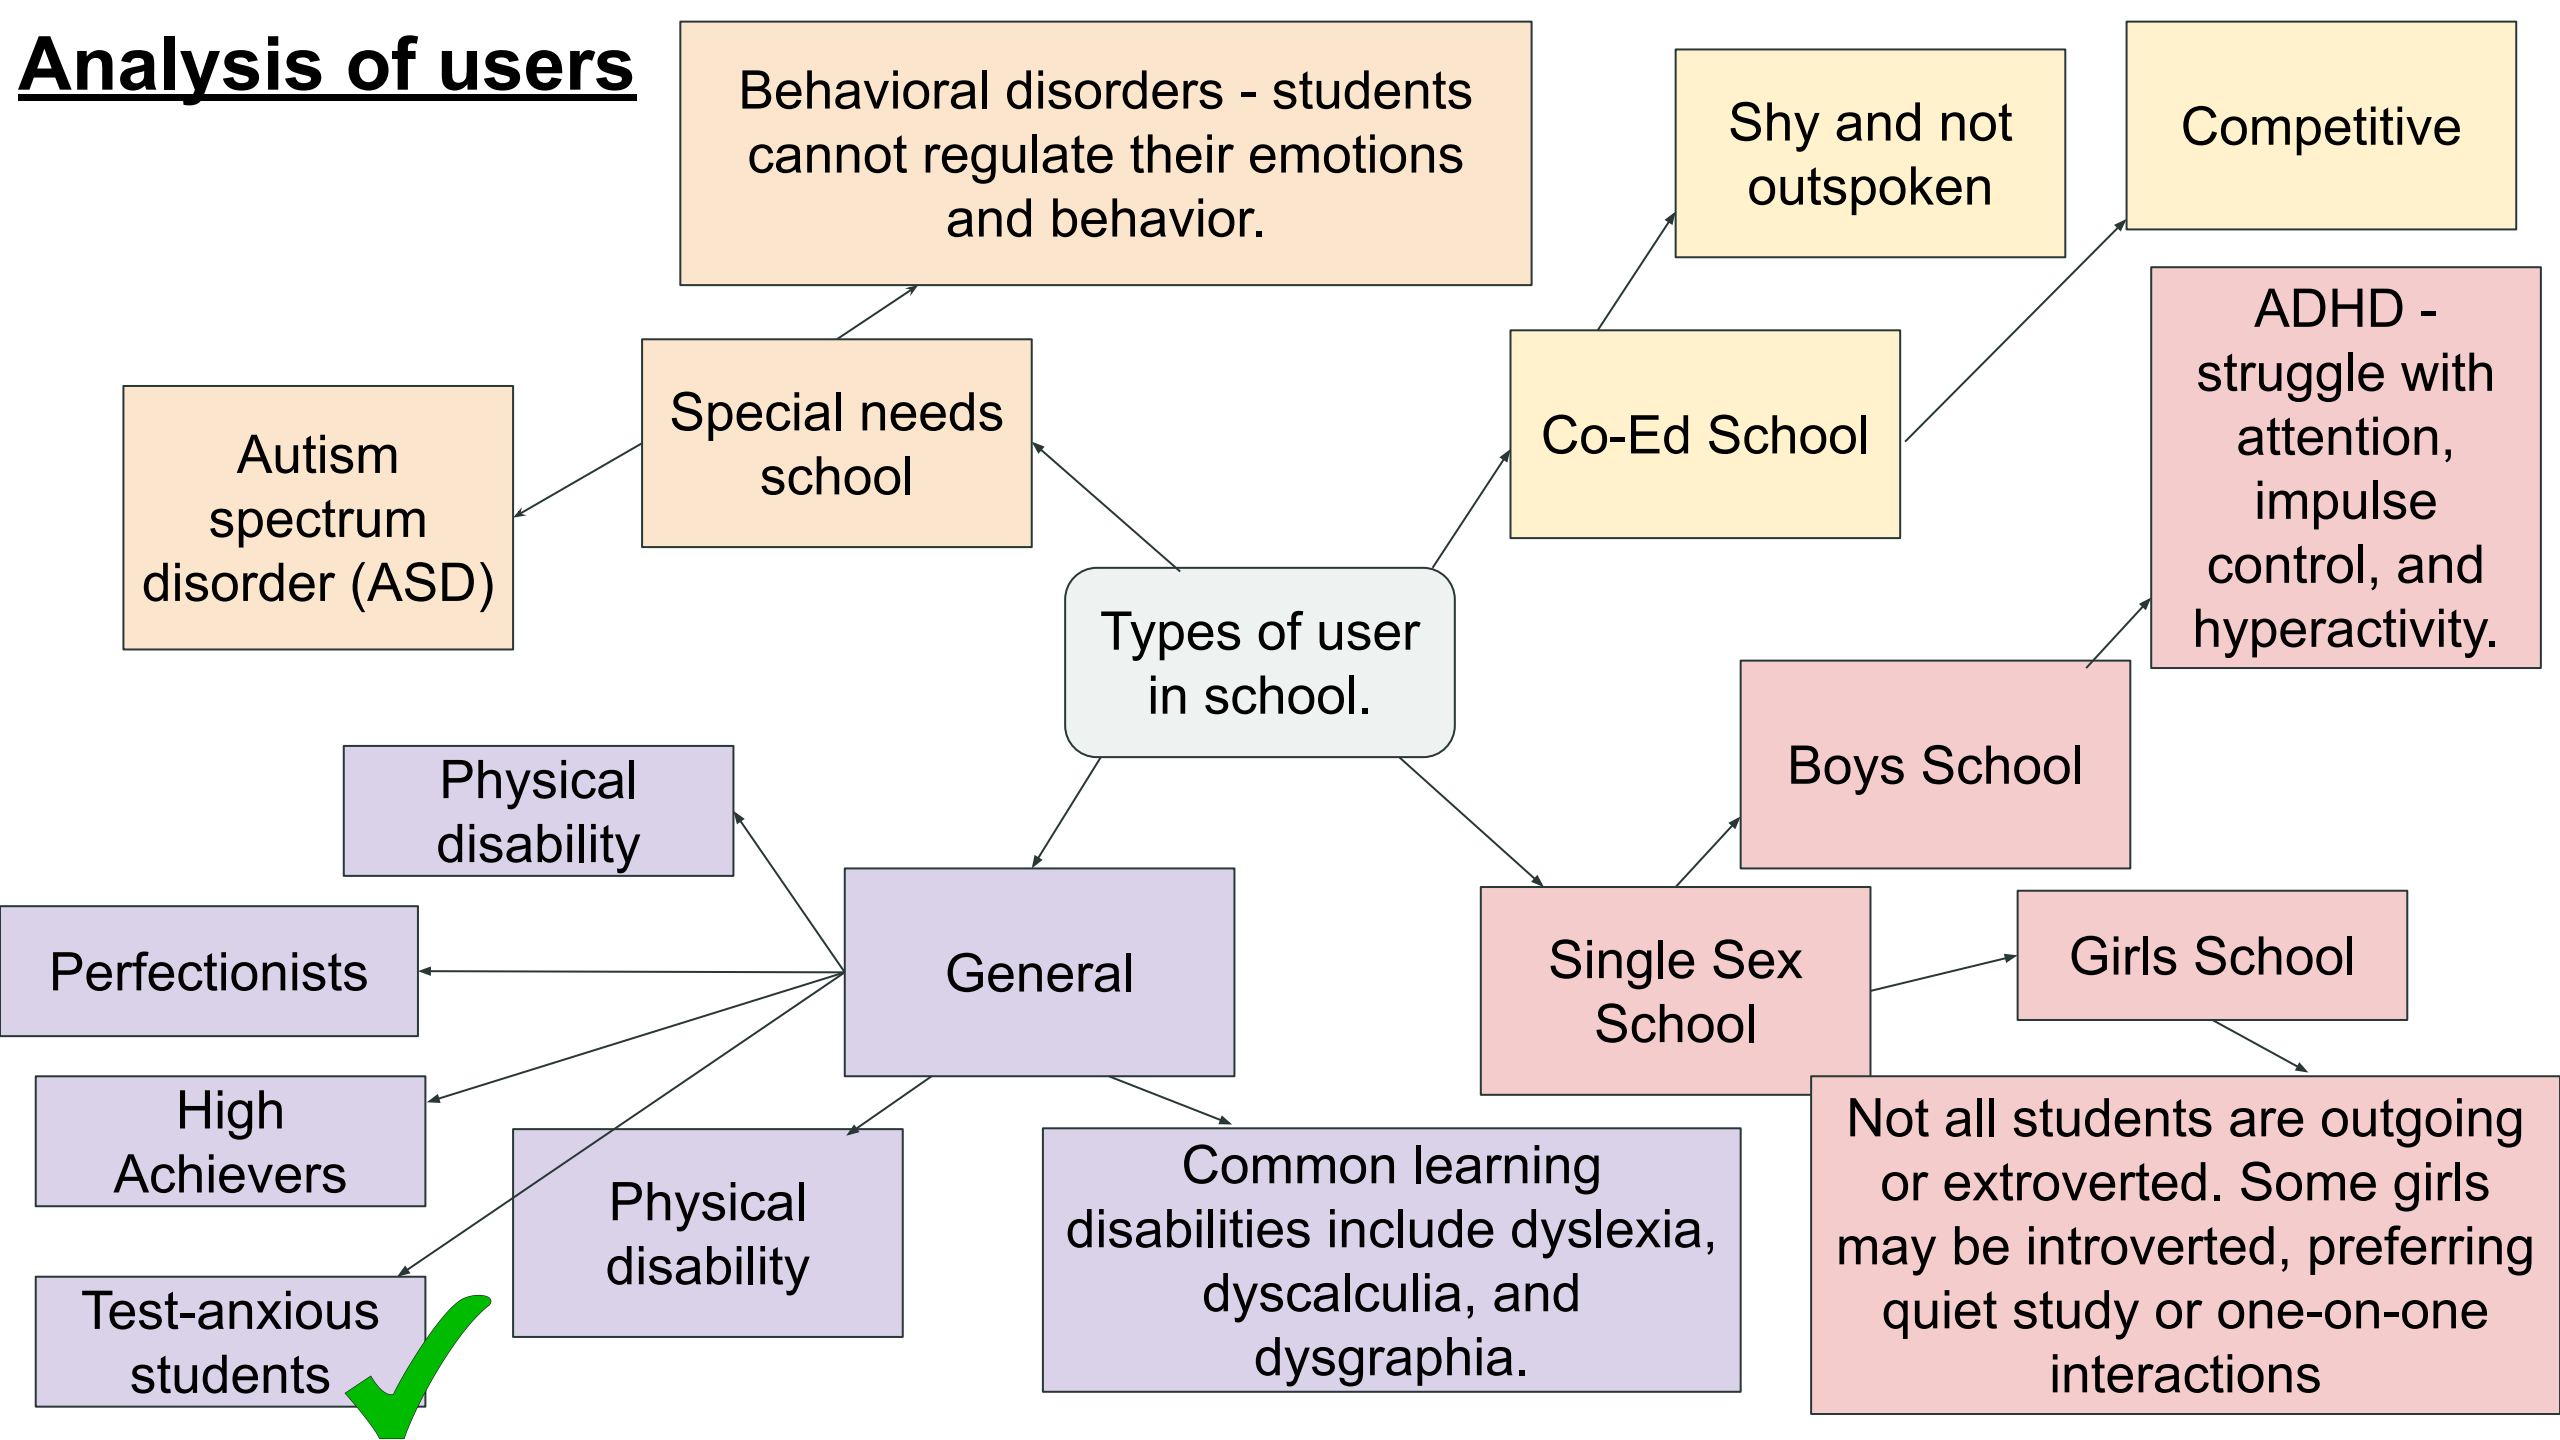 Analysis of users
Behavioral disorders - students
cannot regulate their emotions
and behavior.
Shy and not
outspoken
Competitive
ADHD -
struggle with
attention,
impulse
control, and
hyperactivity.
Special needs
school
Co-Ed School
Autism
spectrum
disorder (ASD)
Types of user
in school.
Boys School
Physical
disability
Perfectionists
General
Single Sex
School
Girls School
High
Achievers
Physical
disability
Common learning
disabilities include dyslexia,
dyscalculia, and
dysgraphia.
Not all students are outgoing
or extroverted. Some girls
may be introverted, preferring
quiet study or one-on-one
interactions
Test-anxious
students